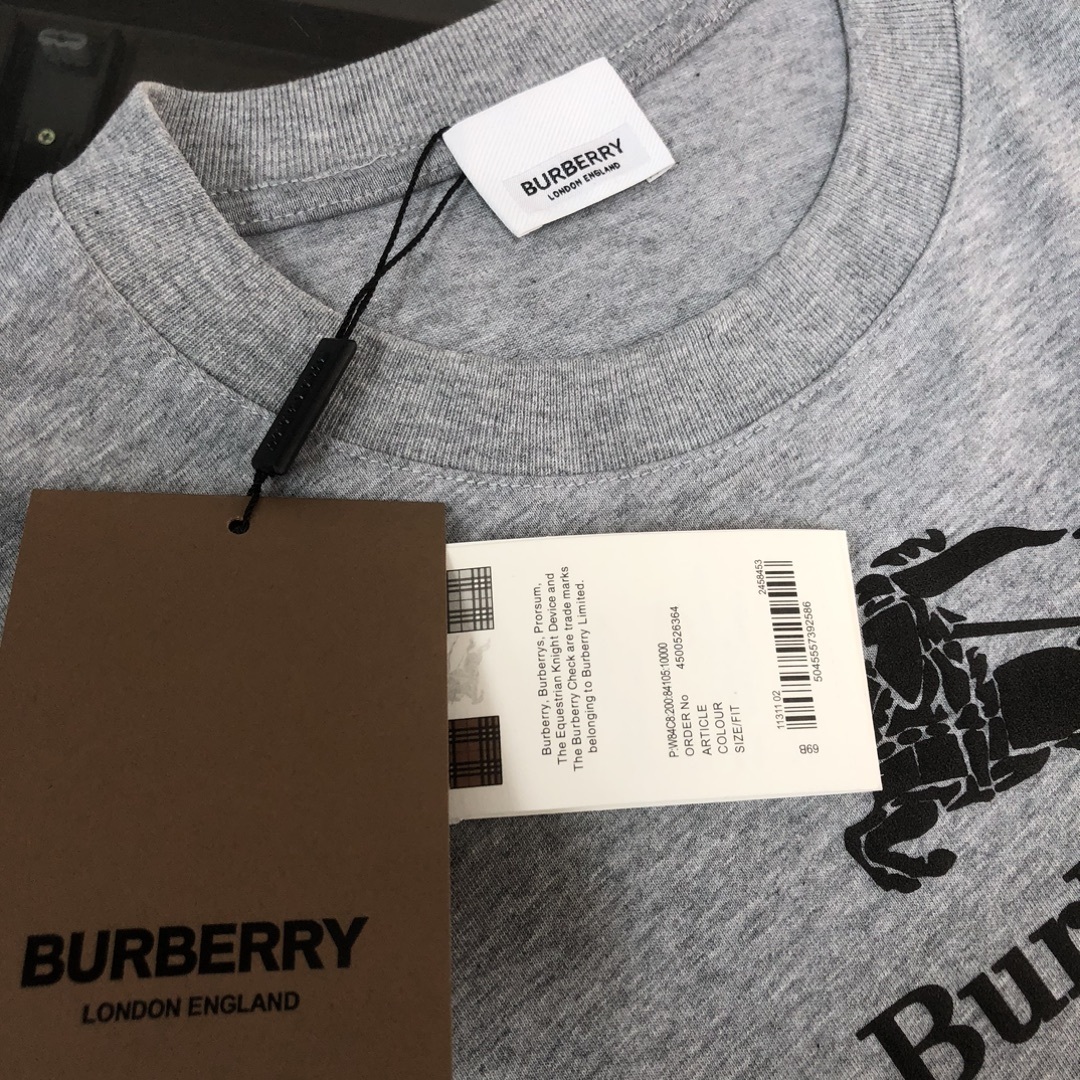 BURBERRY
LONDON ENGLAND
Burberry, Burberrys, Prorsum,
The Equestrian Knight Device and
The Burberry Check are trade marks
belonging to Burberry Limited.
P:W84C8:200:84105:10000
ORDER No 4500526364
ARTICLE
COLOUR
SIZE/FIT
11311 02
2458453
5045557392586
BURBERRY
LONDON ENGLAND